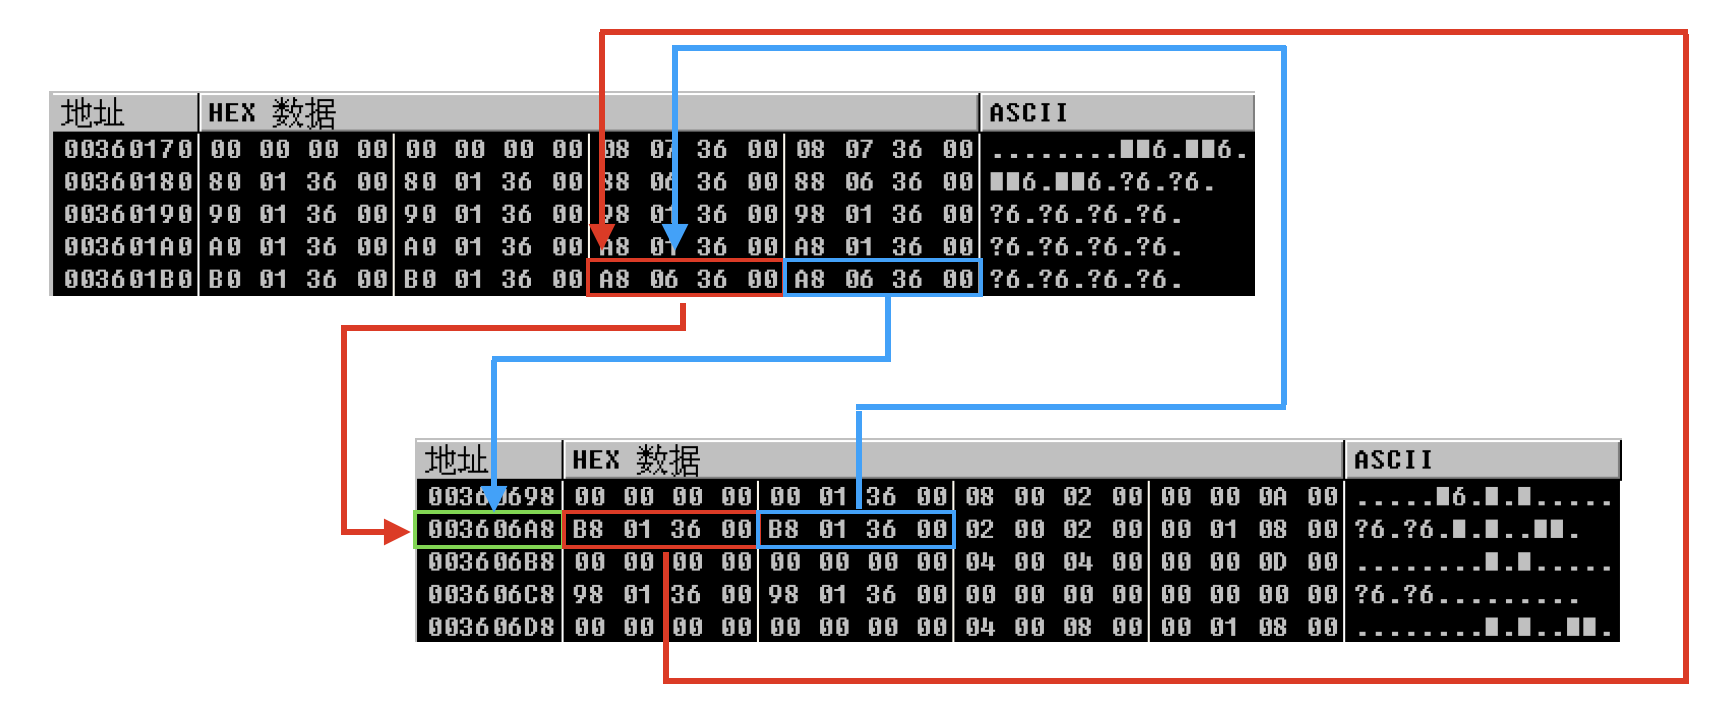 地址 HEX 数据 ASCII
00360170 00 00 00 00 00 00 00 00 08 07 36 00 08 07 36 00 ........■■6.■■6.
00360180 80 01 36 00 80 01 36 00 88 06 36 00 88 06 36 00 ■■6.■■6.?6.?6.
00360190 90 01 36 00 90 01 36 00 98 01 36 00 98 01 36 00 ?6.?6.?6.?6.
003601A0 A0 01 36 00 A0 01 36 00 A8 01 36 00 A8 01 36 00 ?6.?6.?6.?6.
003601B0 B0 01 36 00 B0 01 36 00 A8 06 36 00 A8 06 36 00 ?6.?6.?6.?6.
地址 HEX 数据 ASCII
00360698 00 00 00 00 00 01 36 00 08 00 02 00 00 00 0A 00 .....■6.■.■.....
003606A8 B8 01 36 00 B8 01 36 00 02 00 02 00 00 01 08 00 ?6.?6.■.■..■■.
003606B8 00 00 00 00 00 00 00 00 04 00 04 00 00 00 0D 00 ........■.■.....
003606C8 98 01 36 00 98 01 36 00 00 00 00 00 00 00 00 00 ?6.?6.........
003606D8 00 00 00 00 00 00 00 00 04 00 08 00 00 01 08 00 ........■.■..■■.